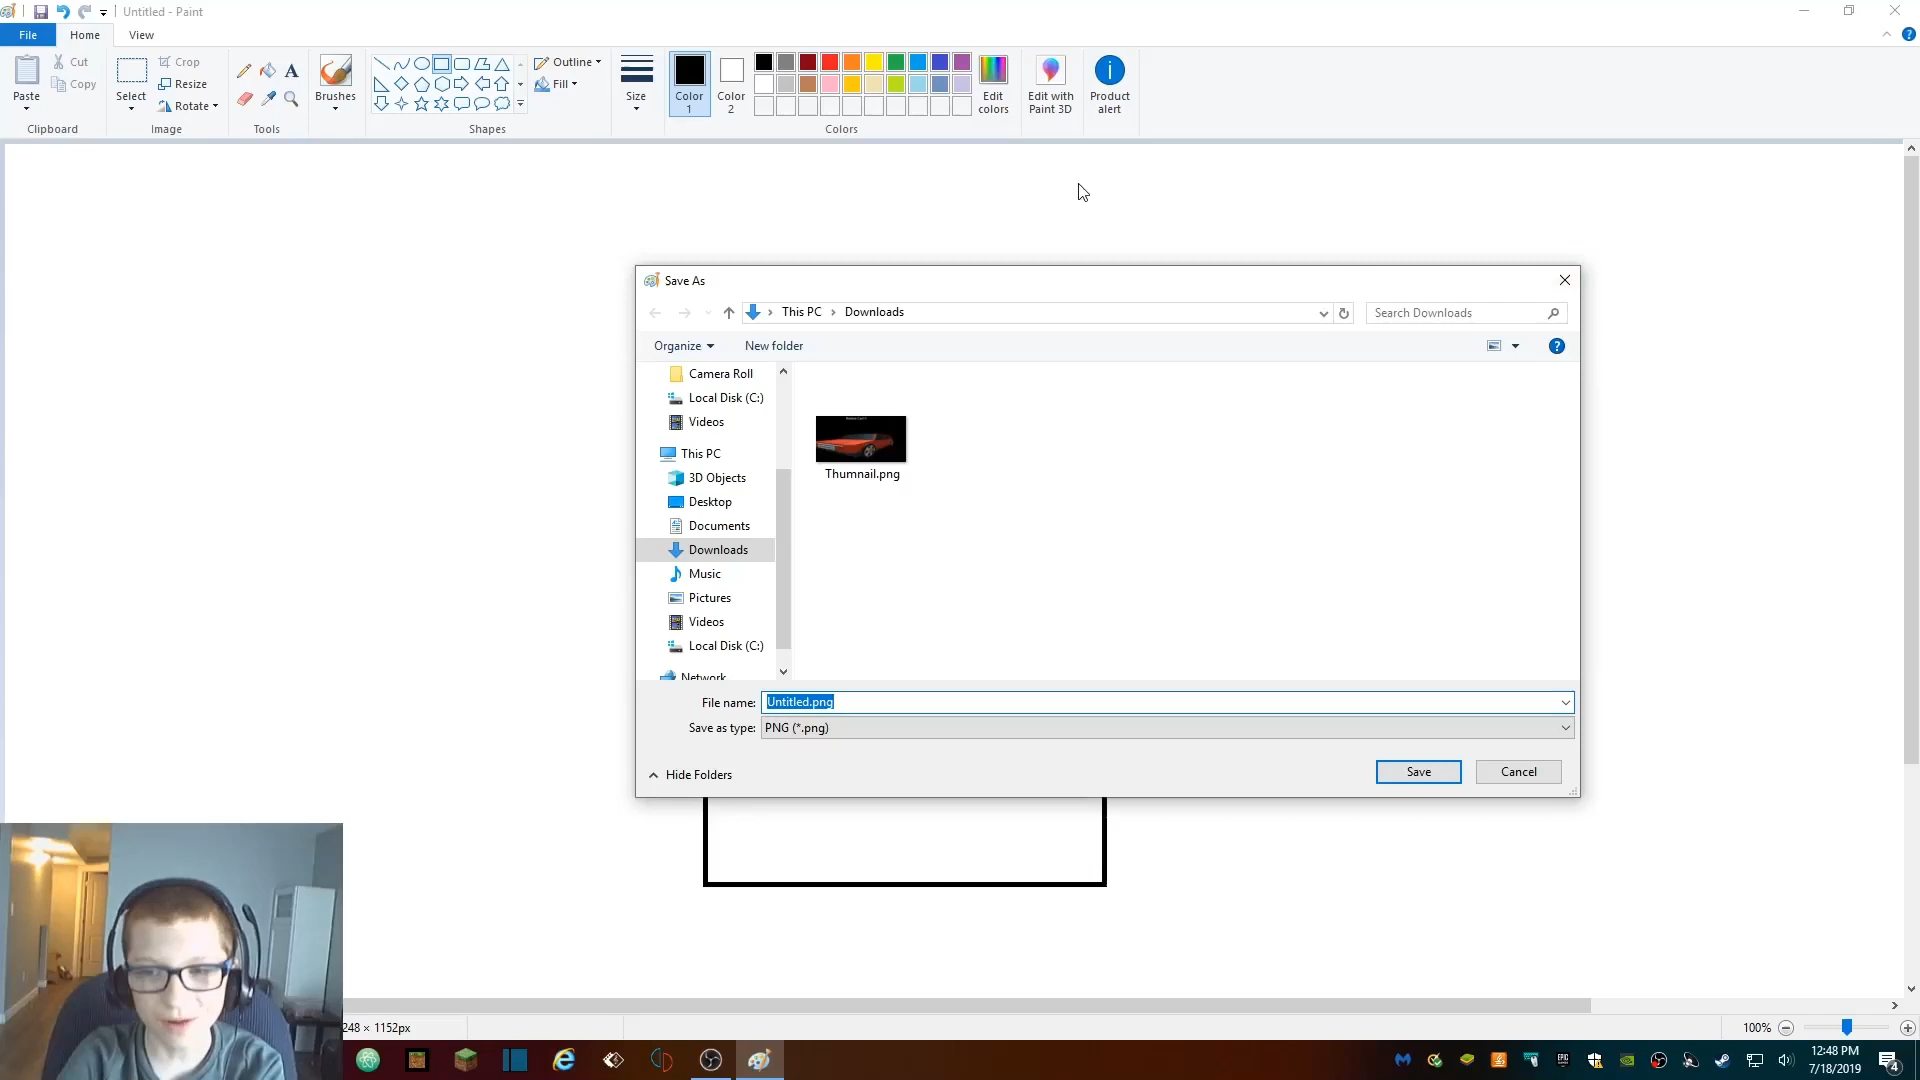 Untitled - Paint
File
Home
View
Paste
Cut
Copy
Clipboard
Select
Crop
Resize
Rotate
Image
Tools
Brushes
Shapes
Outline
Fill
Size
Color 1
Color 2
Edit colors
Colors
Edit with Paint 3D
Product alert
Save As
This PC
Downloads
Search Downloads
Organize
New folder
Camera Roll
Local Disk (C:)
Videos
This PC
3D Objects
Desktop
Documents
Downloads
Music
Pictures
Videos
Local Disk (C:)
Network
Thumnail.png
File name:
Untitled.png
Save as type:
PNG (*.png)
Hide Folders
Save
Cancel
248 × 1152px
100%
12:48 PM
7/18/2019
4